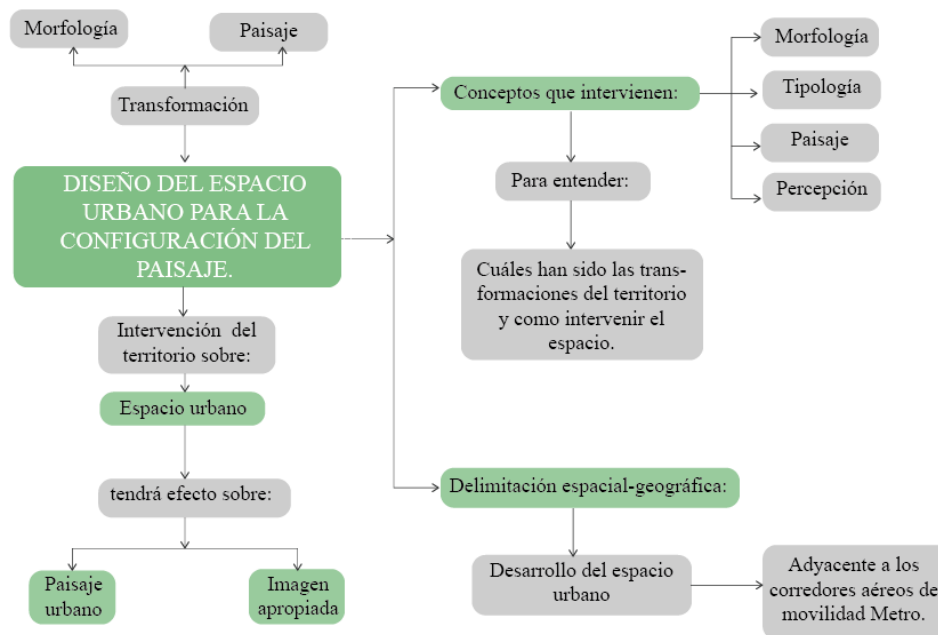 Morfología
Paisaje
Transformación
DISEÑO DEL ESPACIO
URBANO PARA LA
CONFIGURACIÓN DEL
PAISAJE.
Intervención del
territorio sobre:
Espacio urbano
tendrá efecto sobre:
Paisaje
urbano
Imagen
apropiada
Conceptos que intervienen:
Morfología
Tipología
Paisaje
Percepción
Para entender:
Cuáles han sido las trans-
formaciones del territorio
y como intervenir el
espacio.
Delimitación espacial-geográfica:
Desarrollo del espacio
urbano
Adyacente a los
corredores aéreos de
movilidad Metro.